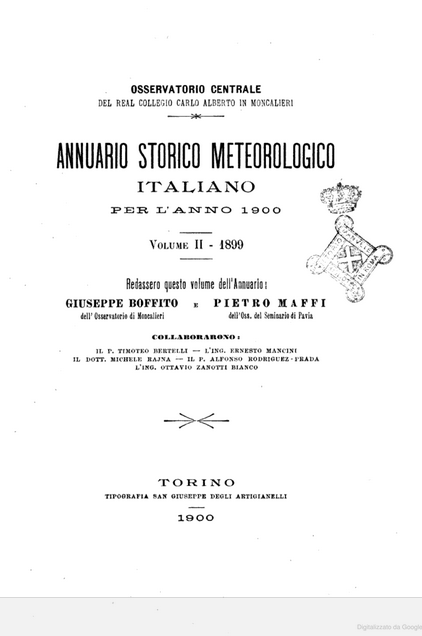 OSSERVATORIO CENTRALE
DEL REAL COLLEGIO CARLO ALBERTO IN MONCALIERI
ANNUARIO STORICO METEOROLOGICO
ITALIANO
PER L'ANNO 1900
VOLUME II - 1899
Redassero questo volume dell'Annuario:
GIUSEPPE BOFFITO E PIETRO MAFFI
dell'Osservatorio di Moncalieri dell'Oss. del Seminario di Pavia
COLLABORARONO:
IL P. TIMOTEO BERTELLI — L'ING. ERNESTO MANCINI
IL DOTT. MICHELE RAJNA — IL P. ALFONSO RODRIGUEZ-PRADA
L'ING. OTTAVIO ZANOTTI BIANCO
TORINO
TIPOGRAFIA SAN GIUSEPPE DEGLI ARTIGIANELLI
1900
Digitalizzato da Google